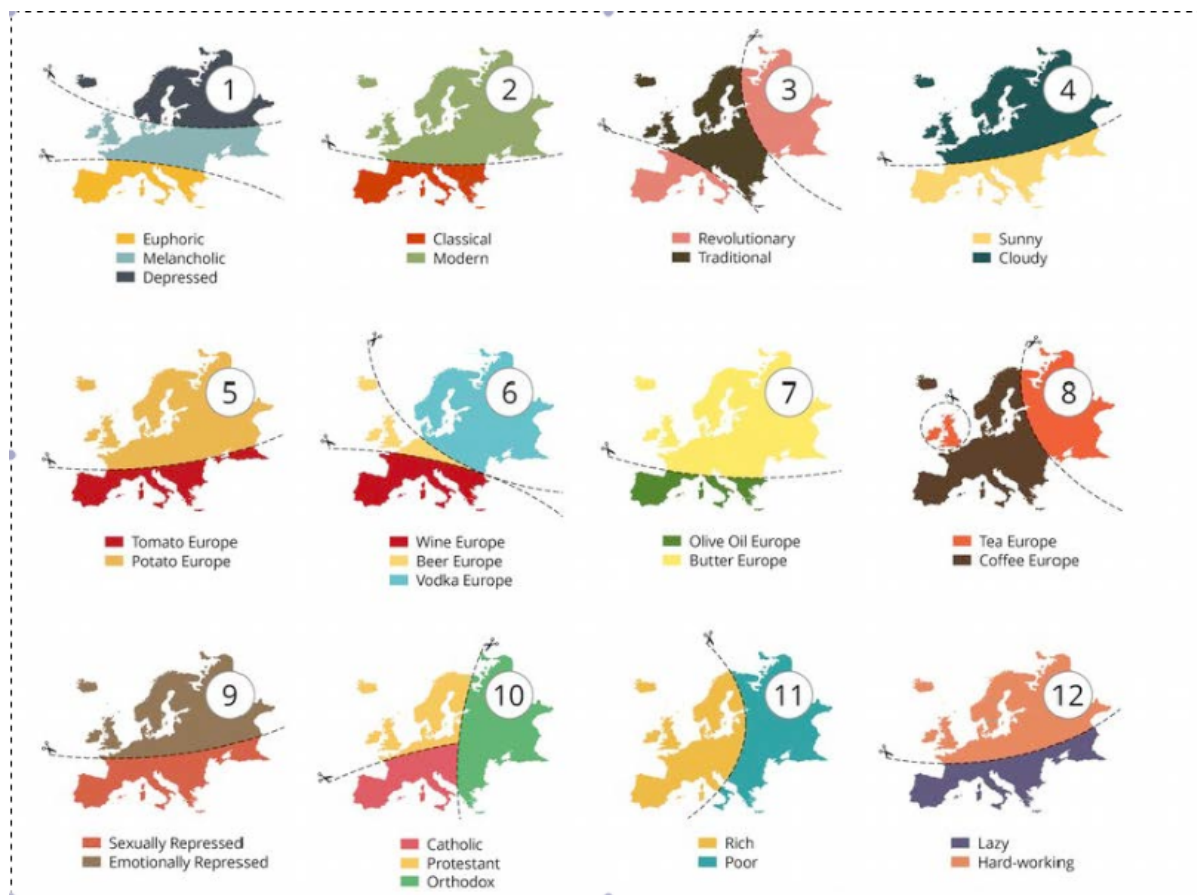 1
2
3
4
Euphoric
Melancholic
Depressed
Classical
Modern
Revolutionary
Traditional
Sunny
Cloudy
5
6
7
8
Tomato Europe
Potato Europe
Wine Europe
Beer Europe
Vodka Europe
Olive Oil Europe
Butter Europe
Tea Europe
Coffee Europe
9
10
11
12
Sexually Repressed
Emotionally Repressed
Catholic
Protestant
Orthodox
Rich
Poor
Lazy
Hard-working